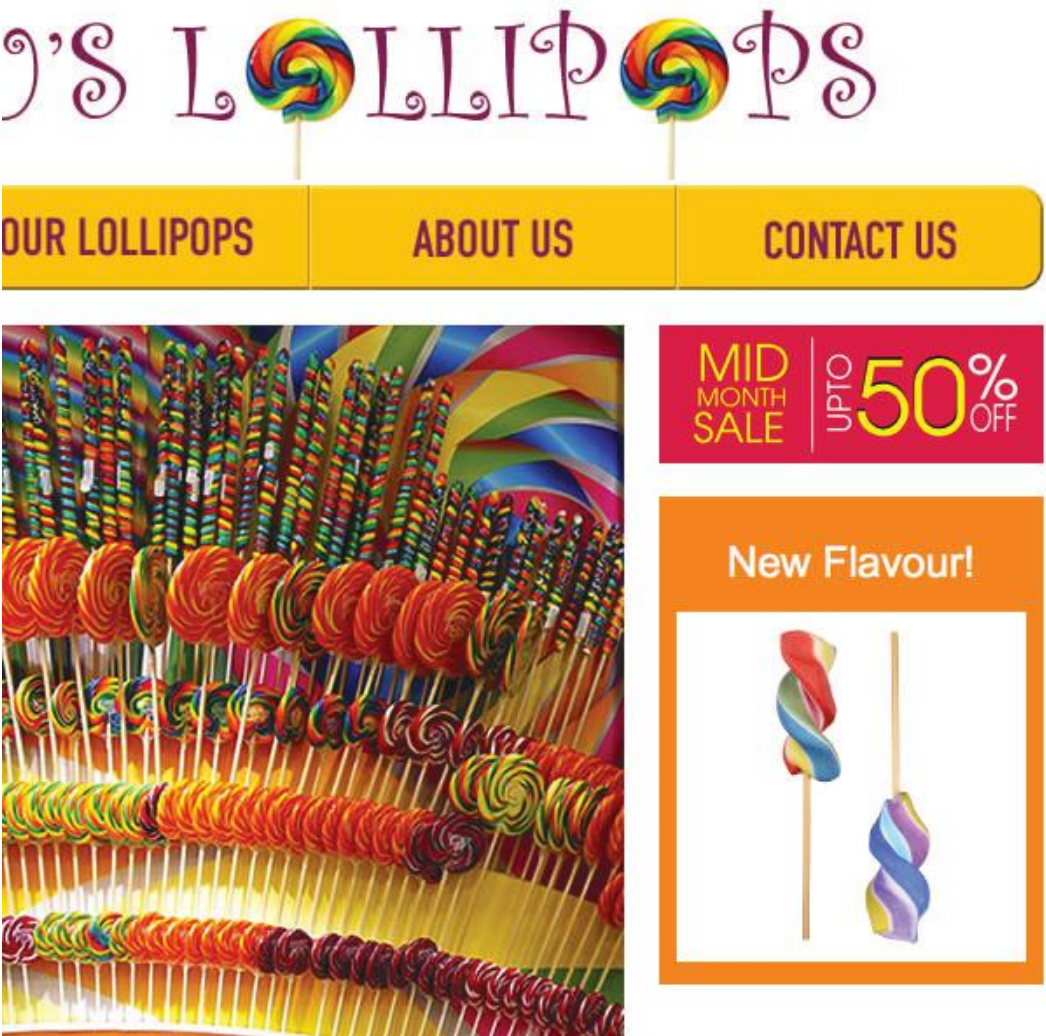 'S LOLLIPOPS
OUR LOLLIPOPS
ABOUT US
CONTACT US
MID
MONTH
SALE
UPTO
50%
OFF
New Flavour!